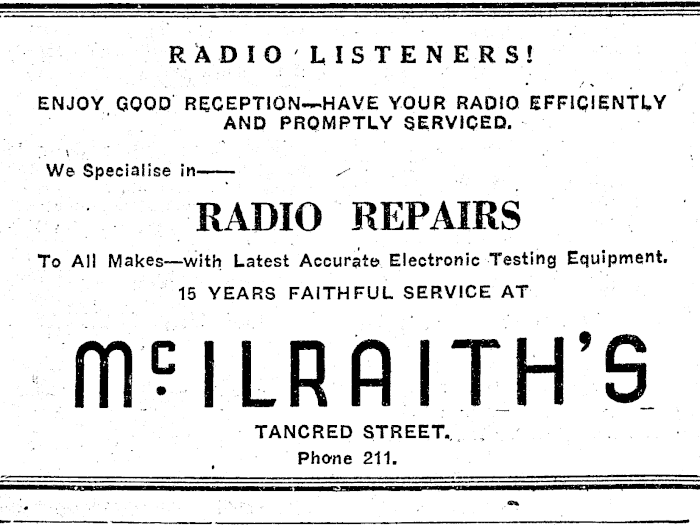 RADIO LISTENERS!
ENJOY GOOD RECEPTION—HAVE YOUR RADIO EFFICIENTLY
AND PROMPTLY SERVICED.
We Specialise in——
RADIO REPAIRS
To All Makes—with Latest Accurate Electronic Testing Equipment.
15 YEARS FAITHFUL SERVICE AT
McILRAITH'S
TANCRED STREET.
Phone 211.